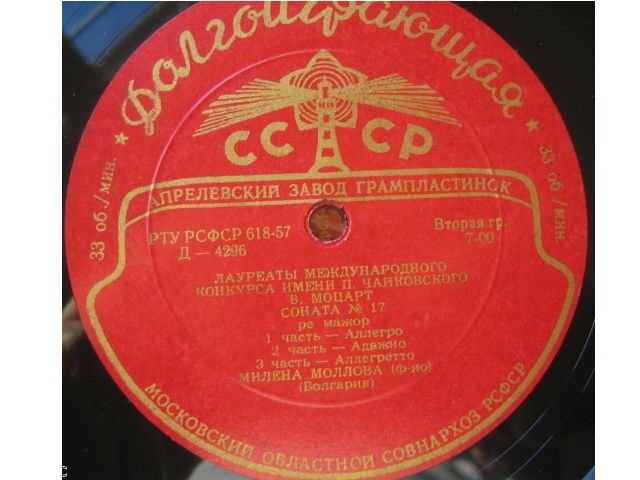 Долгоиграющая
33 об./мин.
33 об./мин.
СССР
АПРЕЛЕВСКИЙ ЗАВОД ГРАМПЛАСТИНОК
РТУ РСФСР 618-57
Вторая гр.
Д — 4296
7-00
ЛАУРЕАТЫ МЕЖДУНАРОДНОГО
КОНКУРСА ИМЕНИ П. ЧАЙКОВСКОГО
В. МОЦАРТ
СОНАТА № 17
ре мажор
1 часть — Аллегро
2 часть — Адажио
3 часть — Аллегретто
МИЛЕНА МОЛЛОВА (ф-но)
(Болгария)
МОСКОВСКИЙ ОБЛАСТНОЙ СОВНАРХОЗ РСФСР